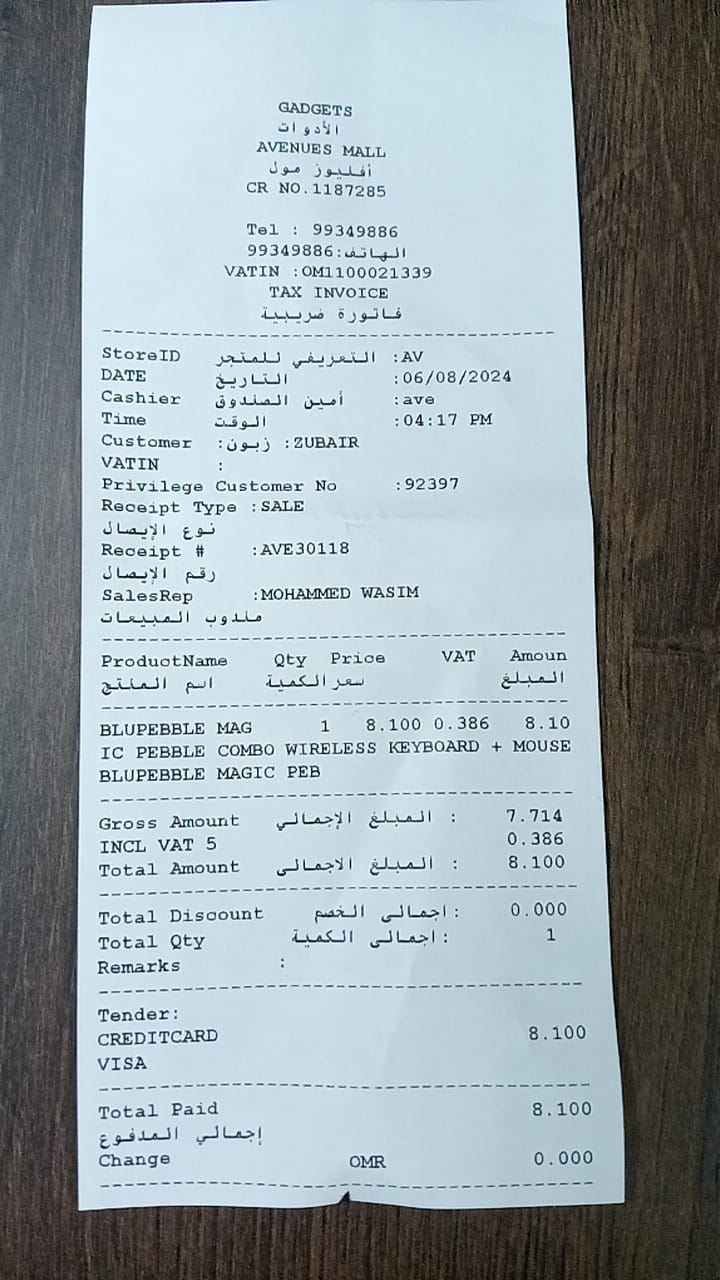 GADGETS
الأدوات
AVENUES MALL
أفنيوز مول
CR NO.1187285
Tel : 99349886
الهاتف:99349886
VATIN :OM1100021339
TAX INVOICE
فاتورة ضريبية
StoreID التعريفي للمتجر :AV
DATE التاريخ :06/08/2024
Cashier أمين الصندوق :ave
Time الوقت :04:17 PM
Customer :زبون :ZUBAIR
VATIN :
Privilege Customer No :92397
Receipt Type :SALE
نوع الإيصال
Receipt # :AVE30118
رقم الإيصال
SalesRep :MOHAMMED WASIM
مندوب المبيعات
ProductName Qty Price VAT Amoun
اسم المنتج سعر الكمية المبلغ
BLUPEBBLE MAG 1 8.100 0.386 8.10
IC PEBBLE COMBO WIRELESS KEYBOARD + MOUSE
BLUPEBBLE MAGIC PEB
Gross Amount المبلغ الإجمالي : 7.714
INCL VAT 5 0.386
Total Amount المبلغ الاجمالى : 8.100
Total Discount اجمالى الخصم : 0.000
Total Qty اجمالى الكمية : 1
Remarks :
Tender:
CREDITCARD 8.100
VISA
Total Paid 8.100
إجمالي المدفوع
Change OMR 0.000